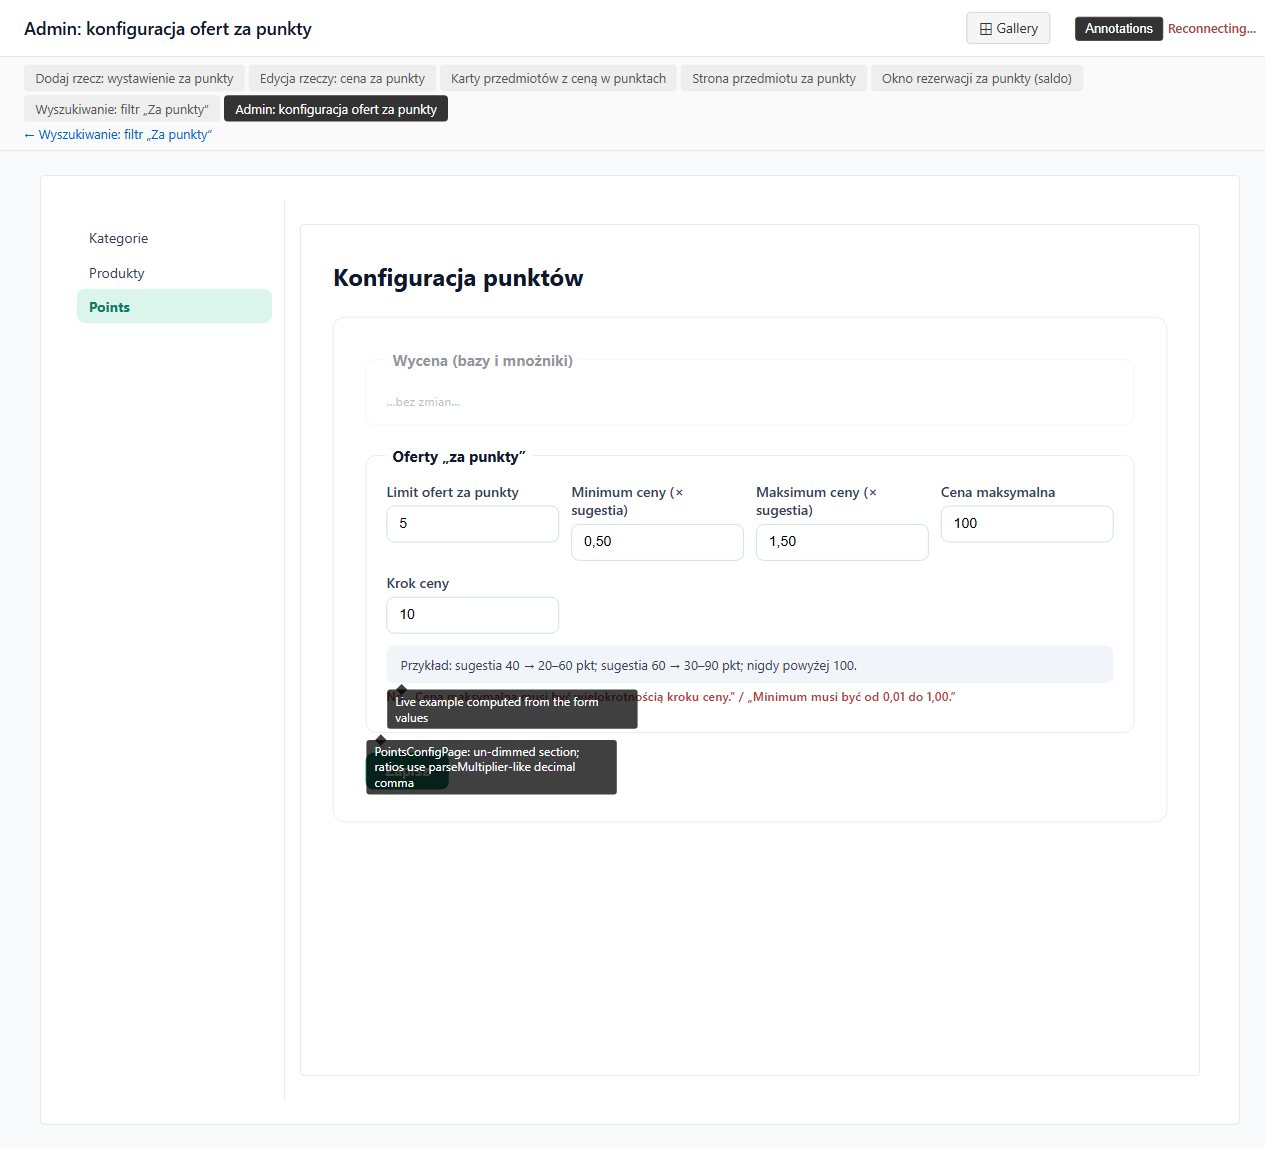 Admin: konfiguracja ofert za punkty
Gallery
Annotations
Reconnecting...
Dodaj rzecz: wystawienie za punkty
Edycja rzeczy: cena za punkty
Karty przedmiotów z ceną w punktach
Strona przedmiotu za punkty
Okno rezerwacji za punkty (saldo)
Wyszukiwanie: filtr „Za punkty”
Admin: konfiguracja ofert za punkty
← Wyszukiwanie: filtr „Za punkty”
Kategorie
Produkty
Points
Konfiguracja punktów
Wycena (bazy i mnożniki)
...bez zmian...
Oferty „za punkty”
Limit ofert za punkty
5
Minimum ceny (×
sugestia)
0,50
Maksimum ceny (×
sugestia)
1,50
Cena maksymalna
100
Krok ceny
10
Przykład: sugestia 40 → 20–60 pkt; sugestia 60 → 30–90 pkt; nigdy powyżej 100.
Cena maksymalna musi być wielokrotnością kroku ceny.” / „Minimum musi być od 0,01 do 1,00.”
Live example computed from the form
values
PointsConfigPage: un-dimmed section;
ratios use parseMultiplier-like decimal
comma
Zapisz